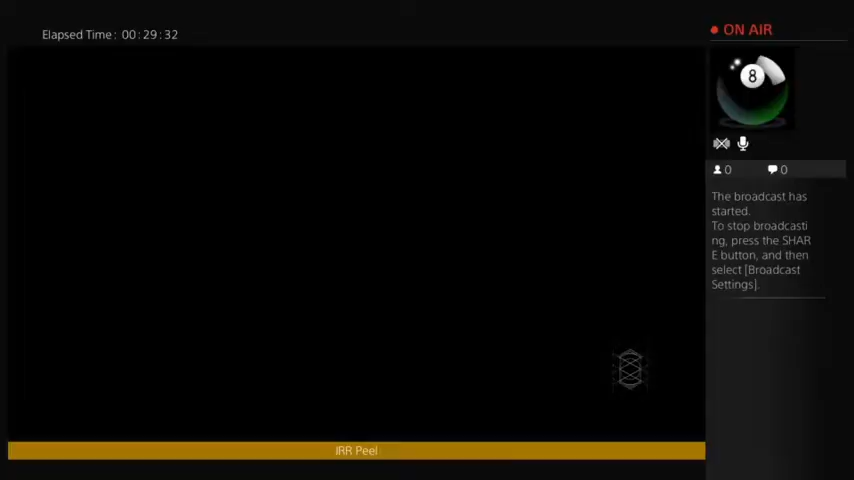 Elapsed Time: 00:29:32
ON AIR
8
0 0
The broadcast has
started.
To stop broadcasti
ng, press the SHAR
E button, and then
select [Broadcast
Settings].
JRR Peel